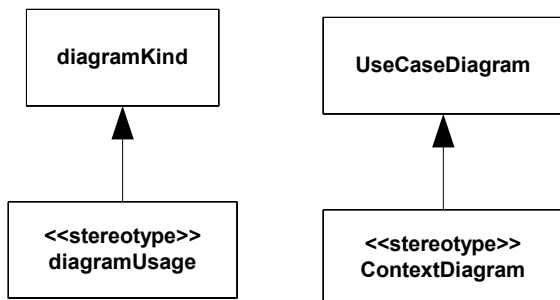 diagramKind
UseCaseDiagram
<<stereotype>>
diagramUsage
<<stereotype>>
ContextDiagram